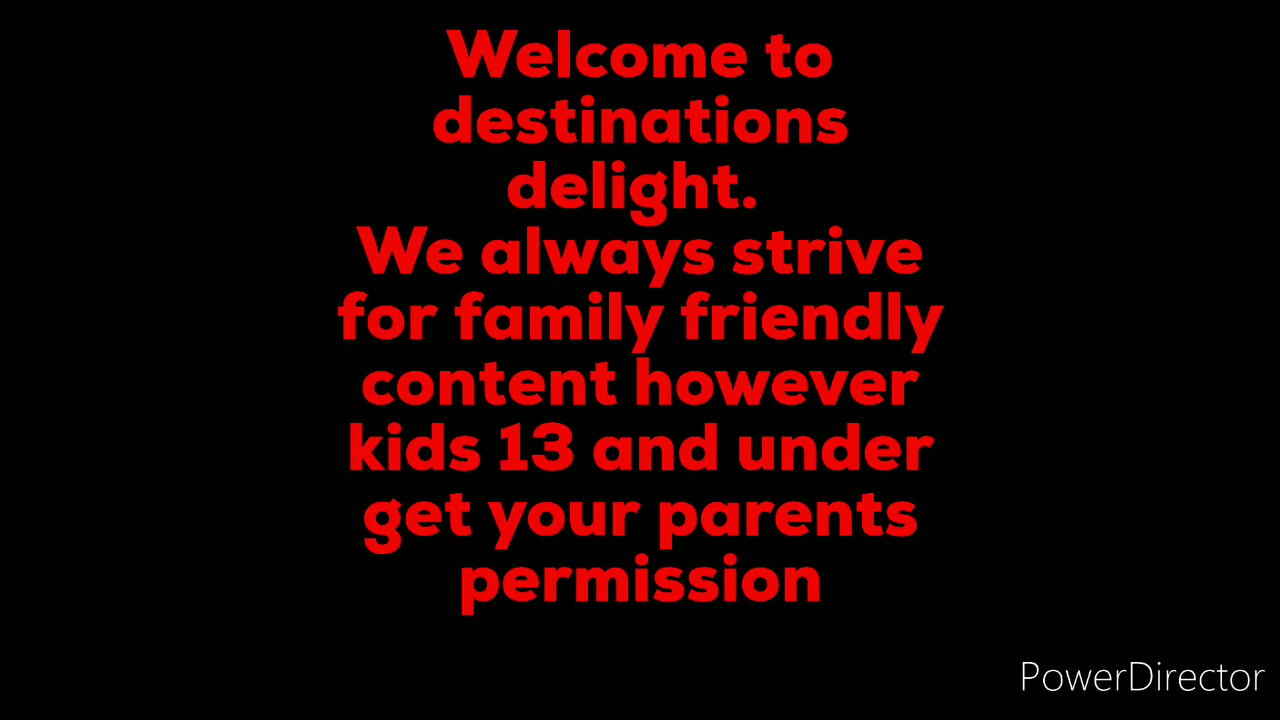 Welcome to
destinations
delight.
We always strive
for family friendly
content however
kids 13 and under
get your parents
permission
PowerDirector